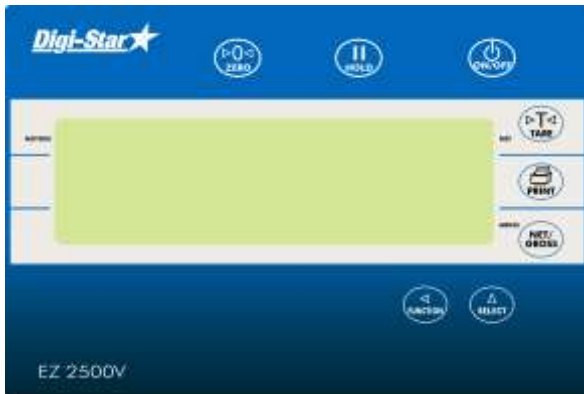 Digi-Star
ZERO
HOLD
ON/OFF
T
TARE
PRINT
NET/
GROSS
FUNCTION
SELECT
EZ 2500V